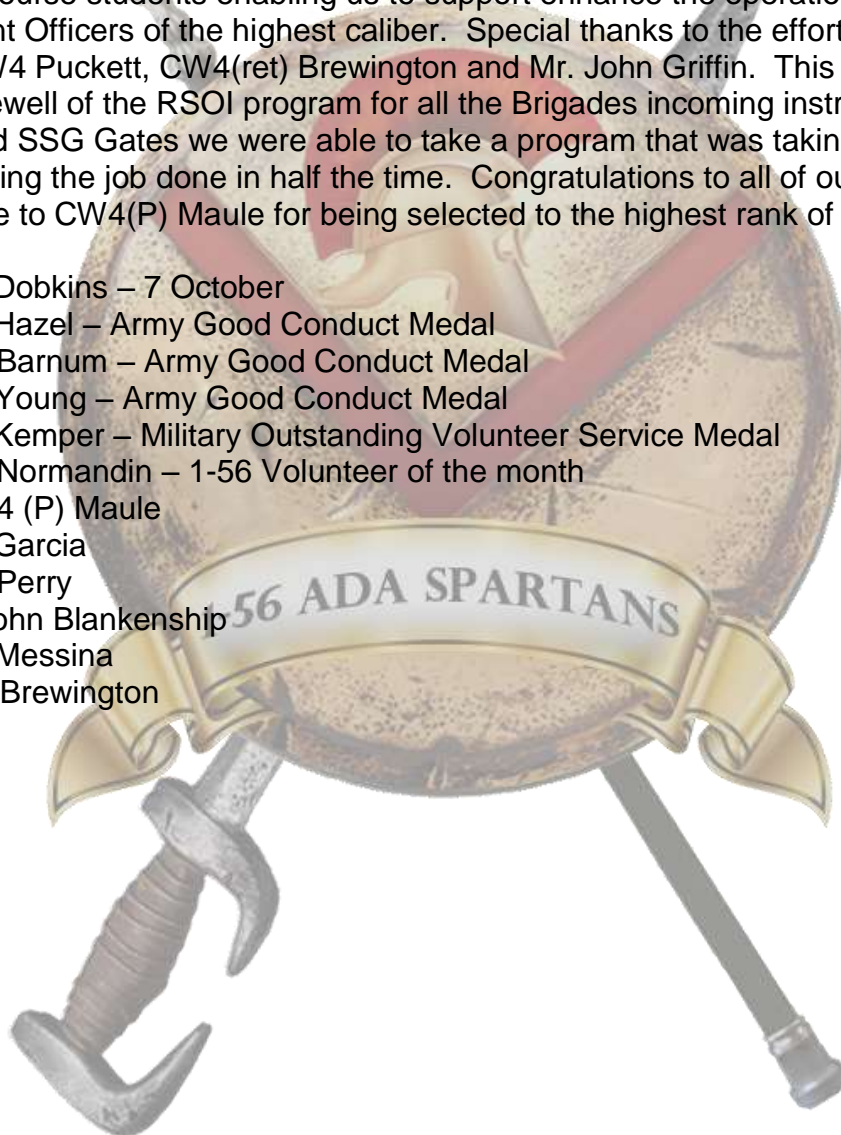 course students enabling us to support enhance the operation
nt Officers of the highest caliber.  Special thanks to the effort
W4 Puckett, CW4(ret) Brewington and Mr. John Griffin.  This
ewell of the RSOI program for all the Brigades incoming instr
d SSG Gates we were able to take a program that was takin
ing the job done in half the time.  Congratulations to all of ou
e to CW4(P) Maule for being selected to the highest rank of
Dobkins – 7 October
Hazel – Army Good Conduct Medal
Barnum – Army Good Conduct Medal
Young – Army Good Conduct Medal
Kemper – Military Outstanding Volunteer Service Medal
Normandin – 1-56 Volunteer of the month
4 (P) Maule
Garcia
Perry
ohn Blankenship
Messina
Brewington
1-56 ADA SPARTANS